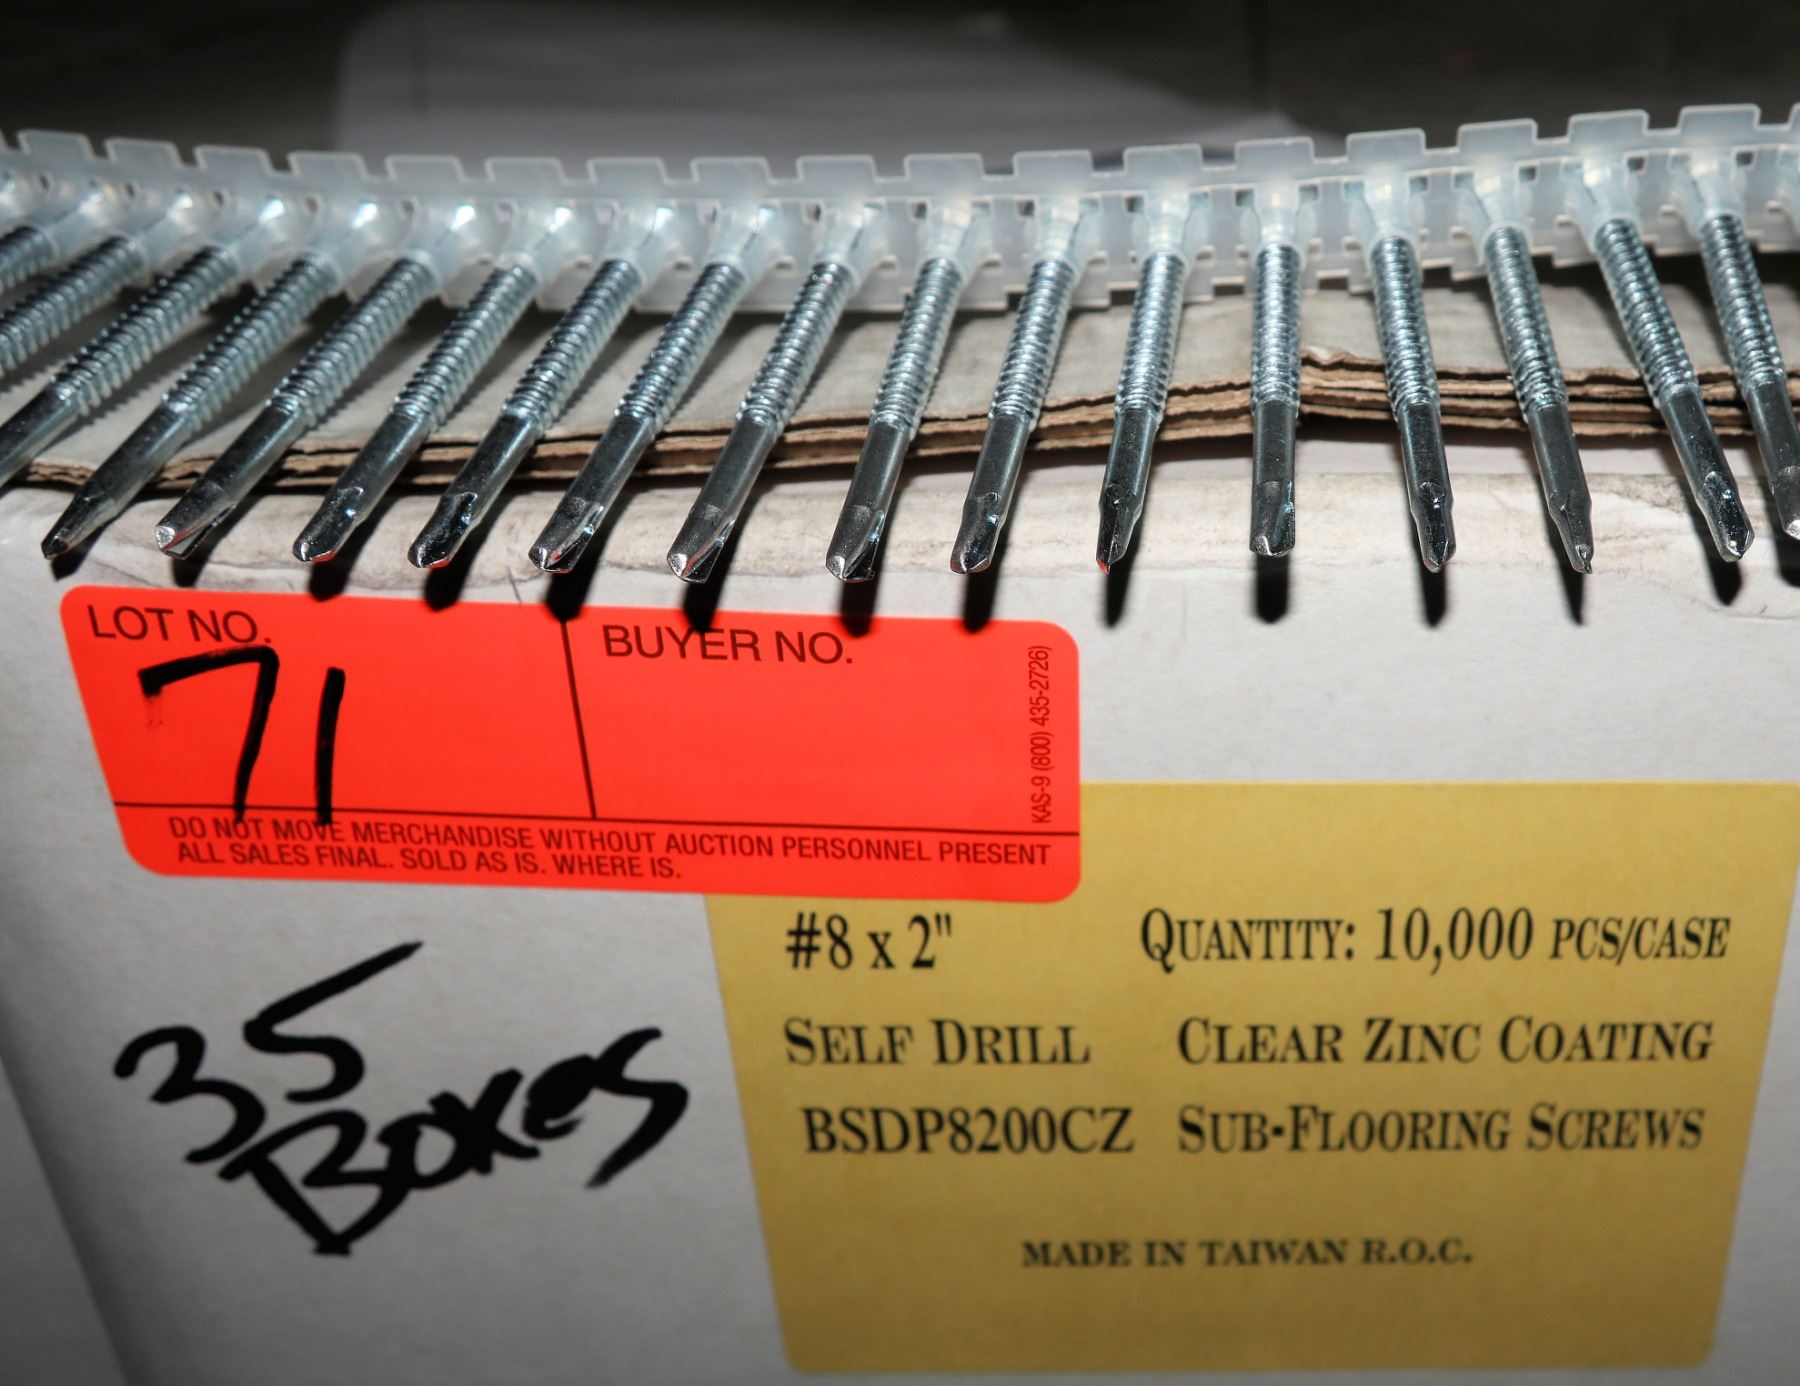 LOT NO.
71
BUYER NO.
KAS-9 (800) 435-2726)
DO NOT MOVE MERCHANDISE WITHOUT AUCTION PERSONNEL PRESENT
ALL SALES FINAL. SOLD AS IS. WHERE IS.
35
BOXES
#8 x 2" QUANTITY: 10,000 PCS/CASE
SELF DRILL CLEAR ZINC COATING
BSDP8200CZ SUB-FLOORING SCREWS
MADE IN TAIWAN R.O.C.